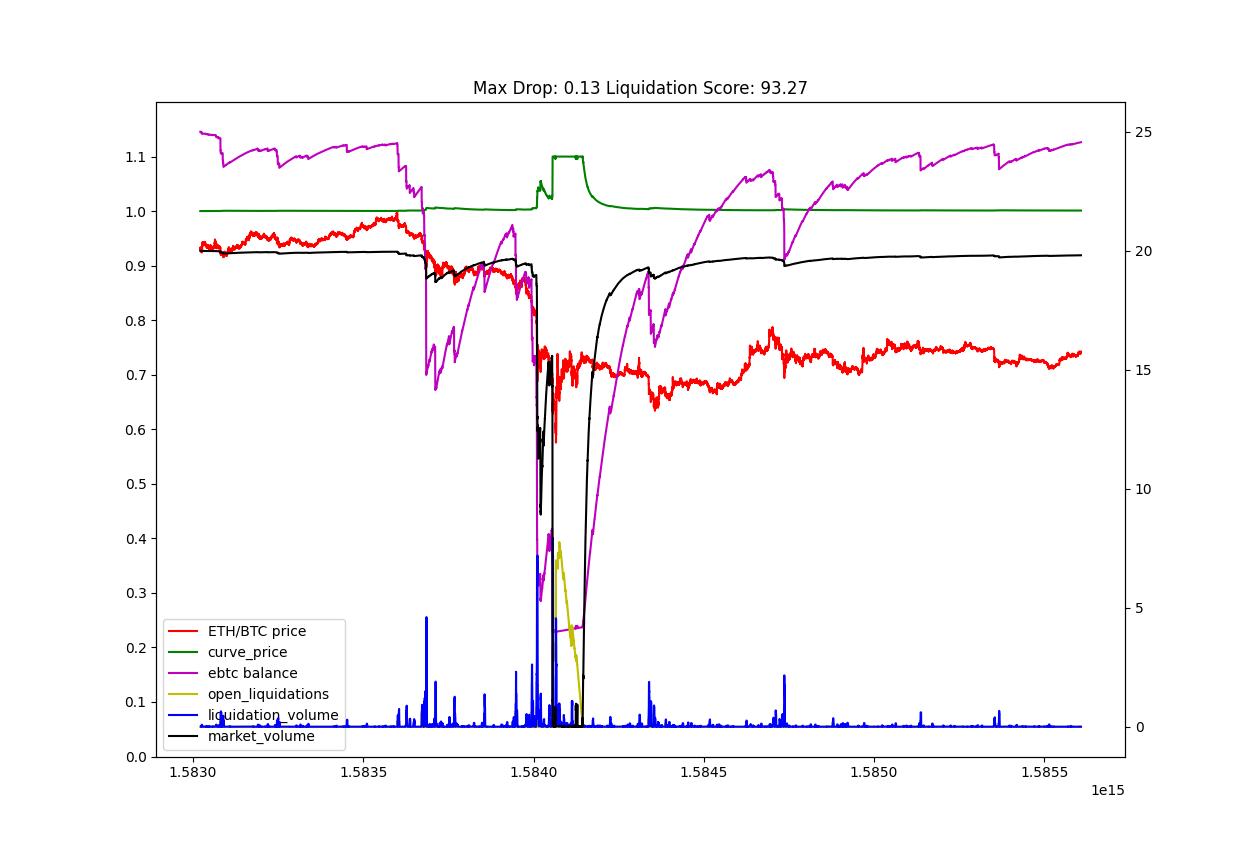 Max Drop: 0.13 Liquidation Score: 93.27
1.1
1.0
0.9
0.8
0.7
0.6
0.5
0.4
0.3
0.2
0.1
0.0
25
20
15
10
5
0
ETH/BTC price
curve_price
ebtc balance
open_liquidations
liquidation_volume
market_volume
1.5830 1.5835 1.5840 1.5845 1.5850 1.5855
1e15